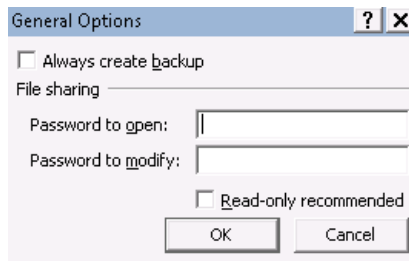 General Options ? X
Always create backup
File sharing
Password to open:
Password to modify:
Read-only recommended
OK Cancel